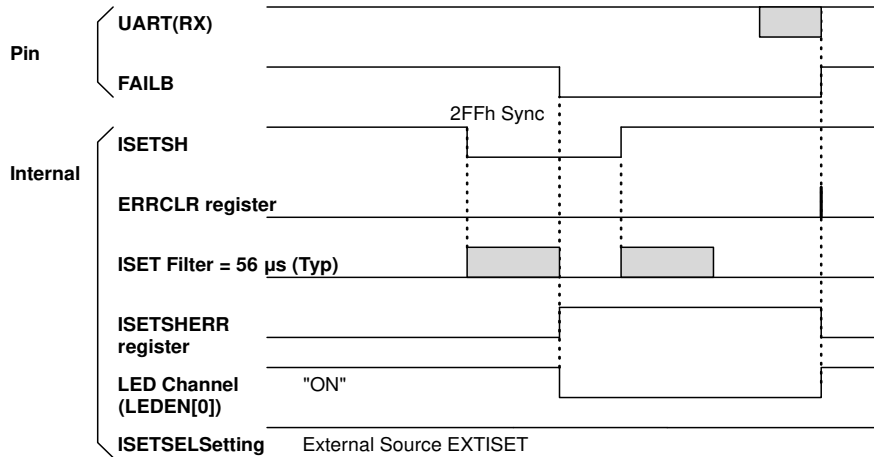 UART(RX)
Pin
FAILB
2FFh Sync
ISETSH
Internal
ERRCLR register
ISET Filter = 56 µs (Typ)
ISETSHERR
register
LED Channel "ON"
(LEDEN[0])
ISETSELSetting External Source EXTISET